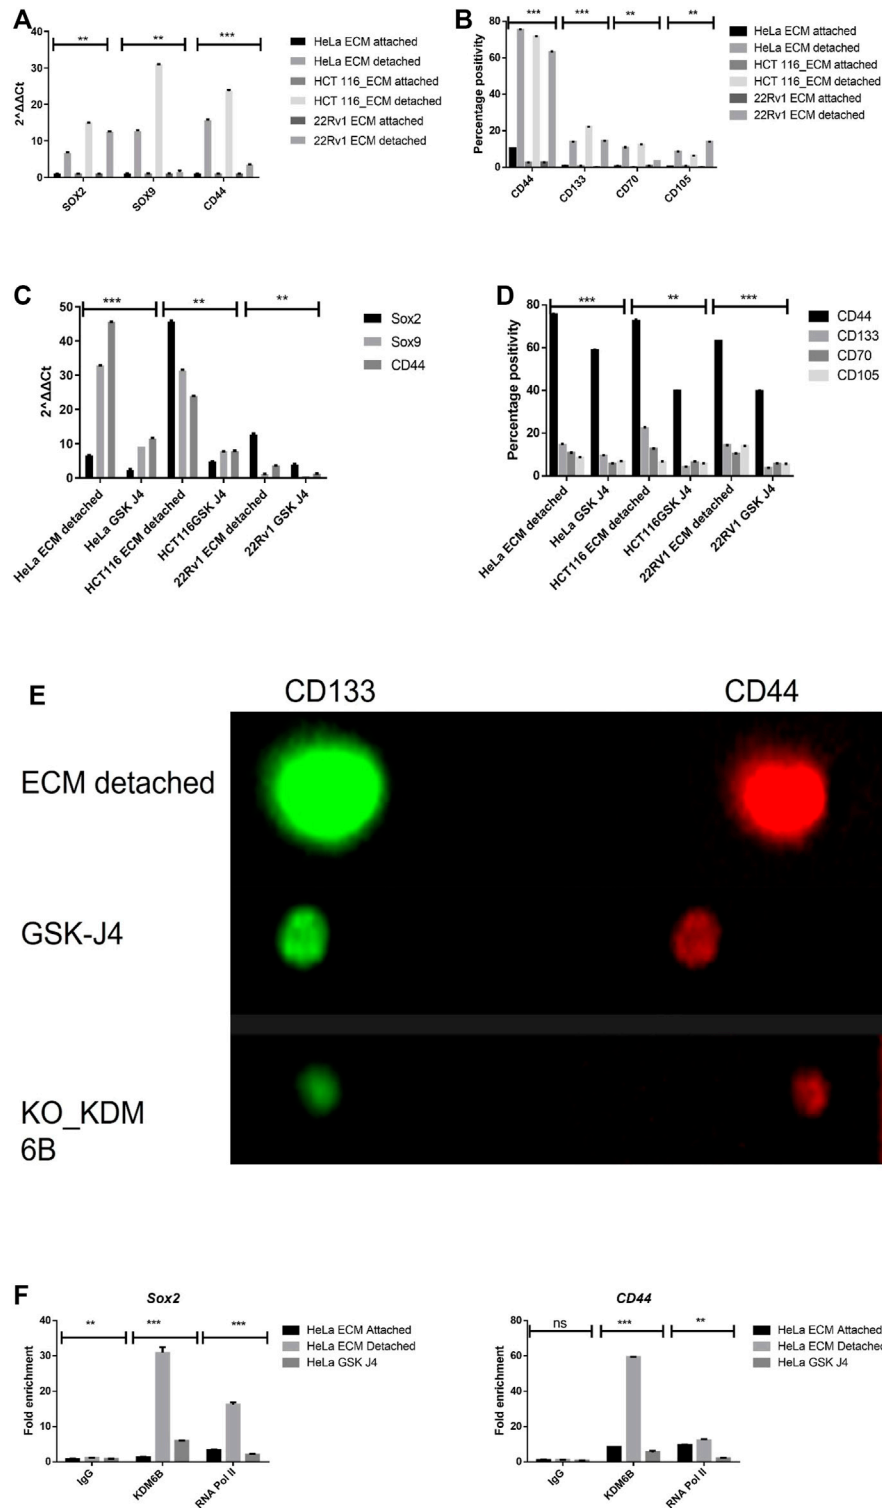 A
**
**
***
40
30
20
10
0
2^ΔΔCt
SOX2
SOX9
CD44
HeLa ECM attached
HeLa ECM detached
HCT 116_ECM attached
HCT 116_ECM detached
22Rv1 ECM attached
22Rv1 ECM detached
B
***
***
**
**
80
60
40
20
0
Percentage positivity
CD44
CD133
CD70
CD105
HeLa ECM attached
HeLa ECM detached
HCT 116_ECM attached
HCT 116_ECM detached
22Rv1 ECM attached
22Rv1 ECM detached
C
***
**
**
50
40
30
20
10
0
2^ΔΔCt
HeLa ECM detached
HeLa GSK J4
HCT116 ECM detached
HCT116GSK J4
22Rv1 ECM detached
22Rv1 GSK J4
Sox2
Sox9
CD44
D
***
**
***
80
60
40
20
0
Percentage positivity
HeLa ECM detached
HeLa GSK J4
HCT116 ECM detached
HCT116GSK J4
22RV1 ECM detached
22RV1 GSK J4
CD44
CD133
CD70
CD105
E
CD133
CD44
ECM detached
GSK-J4
KO_KDM
6B
F
Sox2
**
***
***
40
30
20
10
0
Fold enrichment
IgG
KDM6B
RNA Pol II
HeLa ECM Attached
HeLa ECM Detached
HeLa GSK J4
CD44
ns
***
**
80
60
40
20
0
Fold enrichment
IgG
KDM6B
RNA Pol II
HeLa ECM Attached
HeLa ECM Detached
HeLa GSK J4